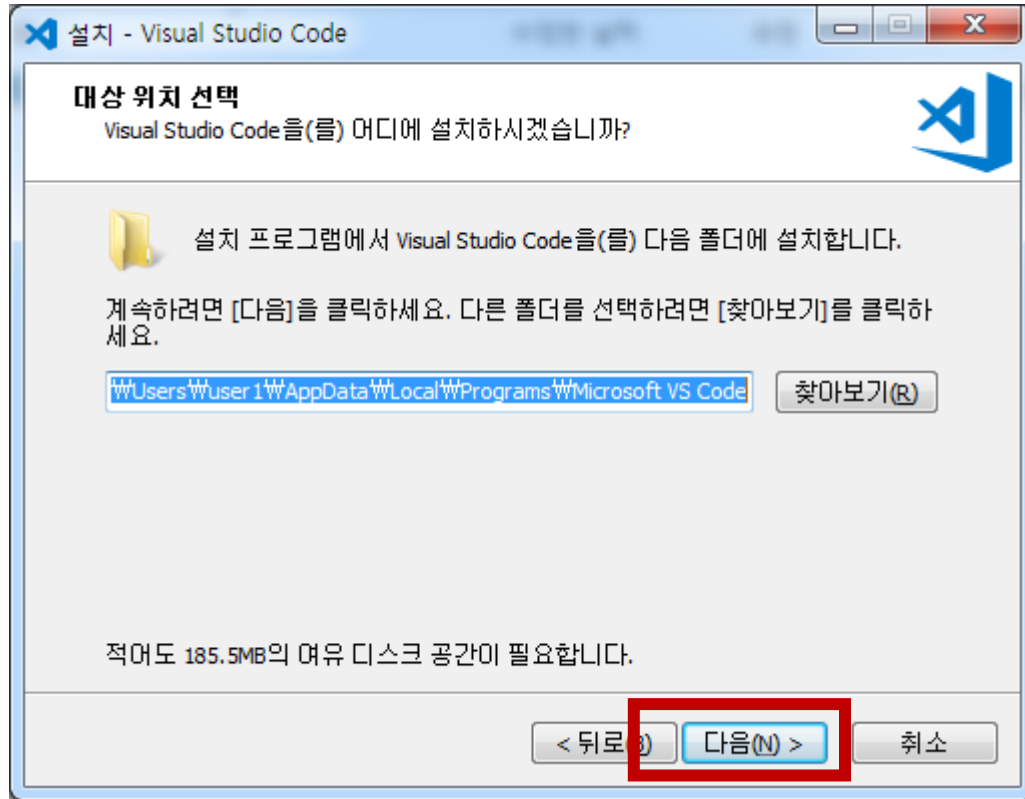 설치 - Visual Studio Code
대상 위치 선택
Visual Studio Code을(를) 어디에 설치하시겠습니까?
설치 프로그램에서 Visual Studio Code을(를) 다음 폴더에 설치합니다.
계속하려면 [다음]을 클릭하세요. 다른 폴더를 선택하려면 [찾아보기]를 클릭하
세요.
₩Users₩user1₩AppData₩Local₩Programs₩Microsoft VS Code 찾아보기(R)
적어도 185.5MB의 여유 디스크 공간이 필요합니다.
< 뒤로(B) 다음(N) > 취소